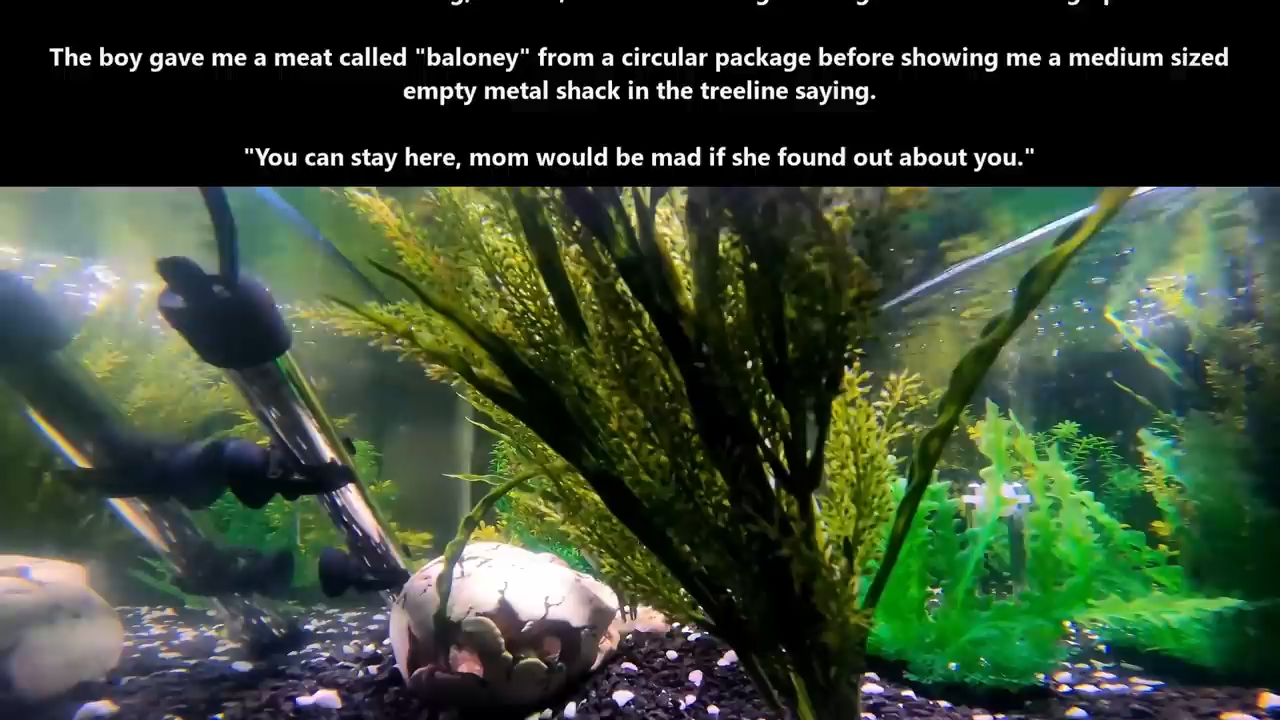 The boy gave me a meat called "baloney" from a circular package before showing me a medium sized
empty metal shack in the treeline saying.
"You can stay here, mom would be mad if she found out about you."